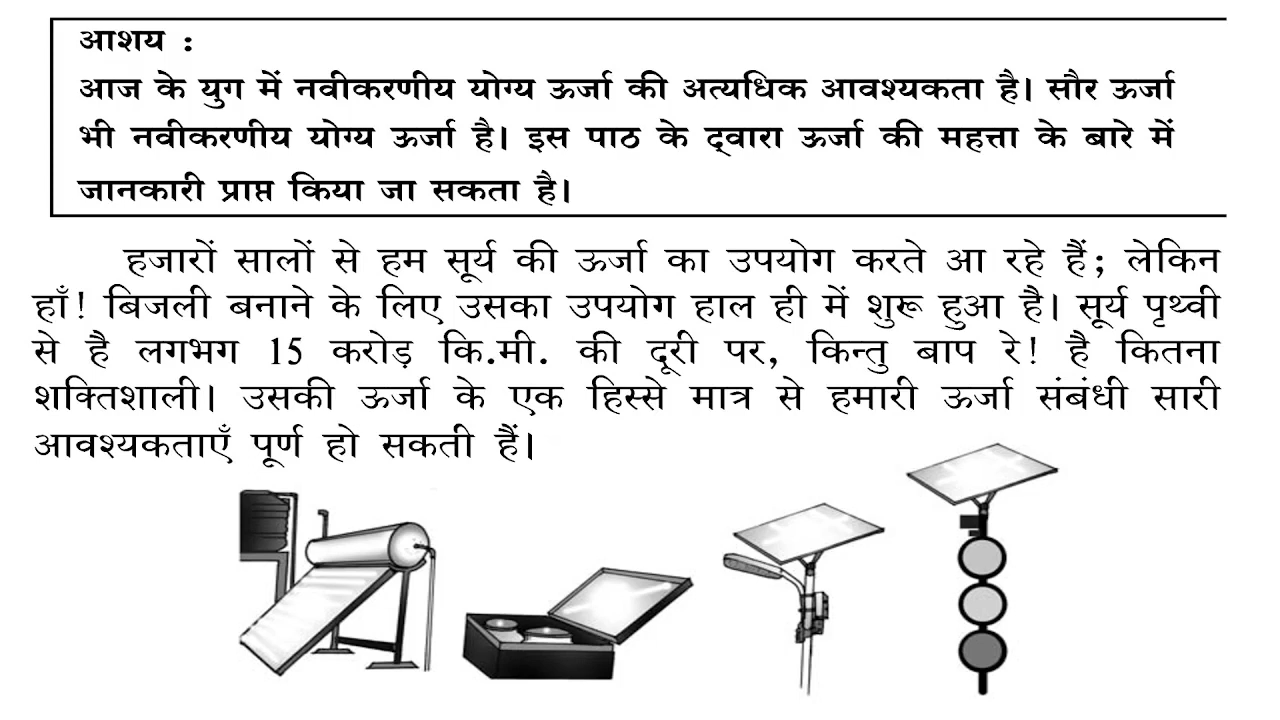 आशय :
आज के युग में नवीकरणीय योग्य ऊर्जा की अत्यधिक आवश्यकता है। सौर ऊर्जा
भी नवीकरणीय योग्य ऊर्जा है। इस पाठ के द्वारा ऊर्जा की महत्ता के बारे में
जानकारी प्राप्त किया जा सकता है।
हजारों सालों से हम सूर्य की ऊर्जा का उपयोग करते आ रहे हैं; लेकिन
हाँ! बिजली बनाने के लिए उसका उपयोग हाल ही में शुरू हुआ है। सूर्य पृथ्वी
से है लगभग 15 करोड़ कि.मी. की दूरी पर, किन्तु बाप रे! है कितना
शक्तिशाली। उसकी ऊर्जा के एक हिस्से मात्र से हमारी ऊर्जा संबंधी सारी
आवश्यकताएँ पूर्ण हो सकती हैं।